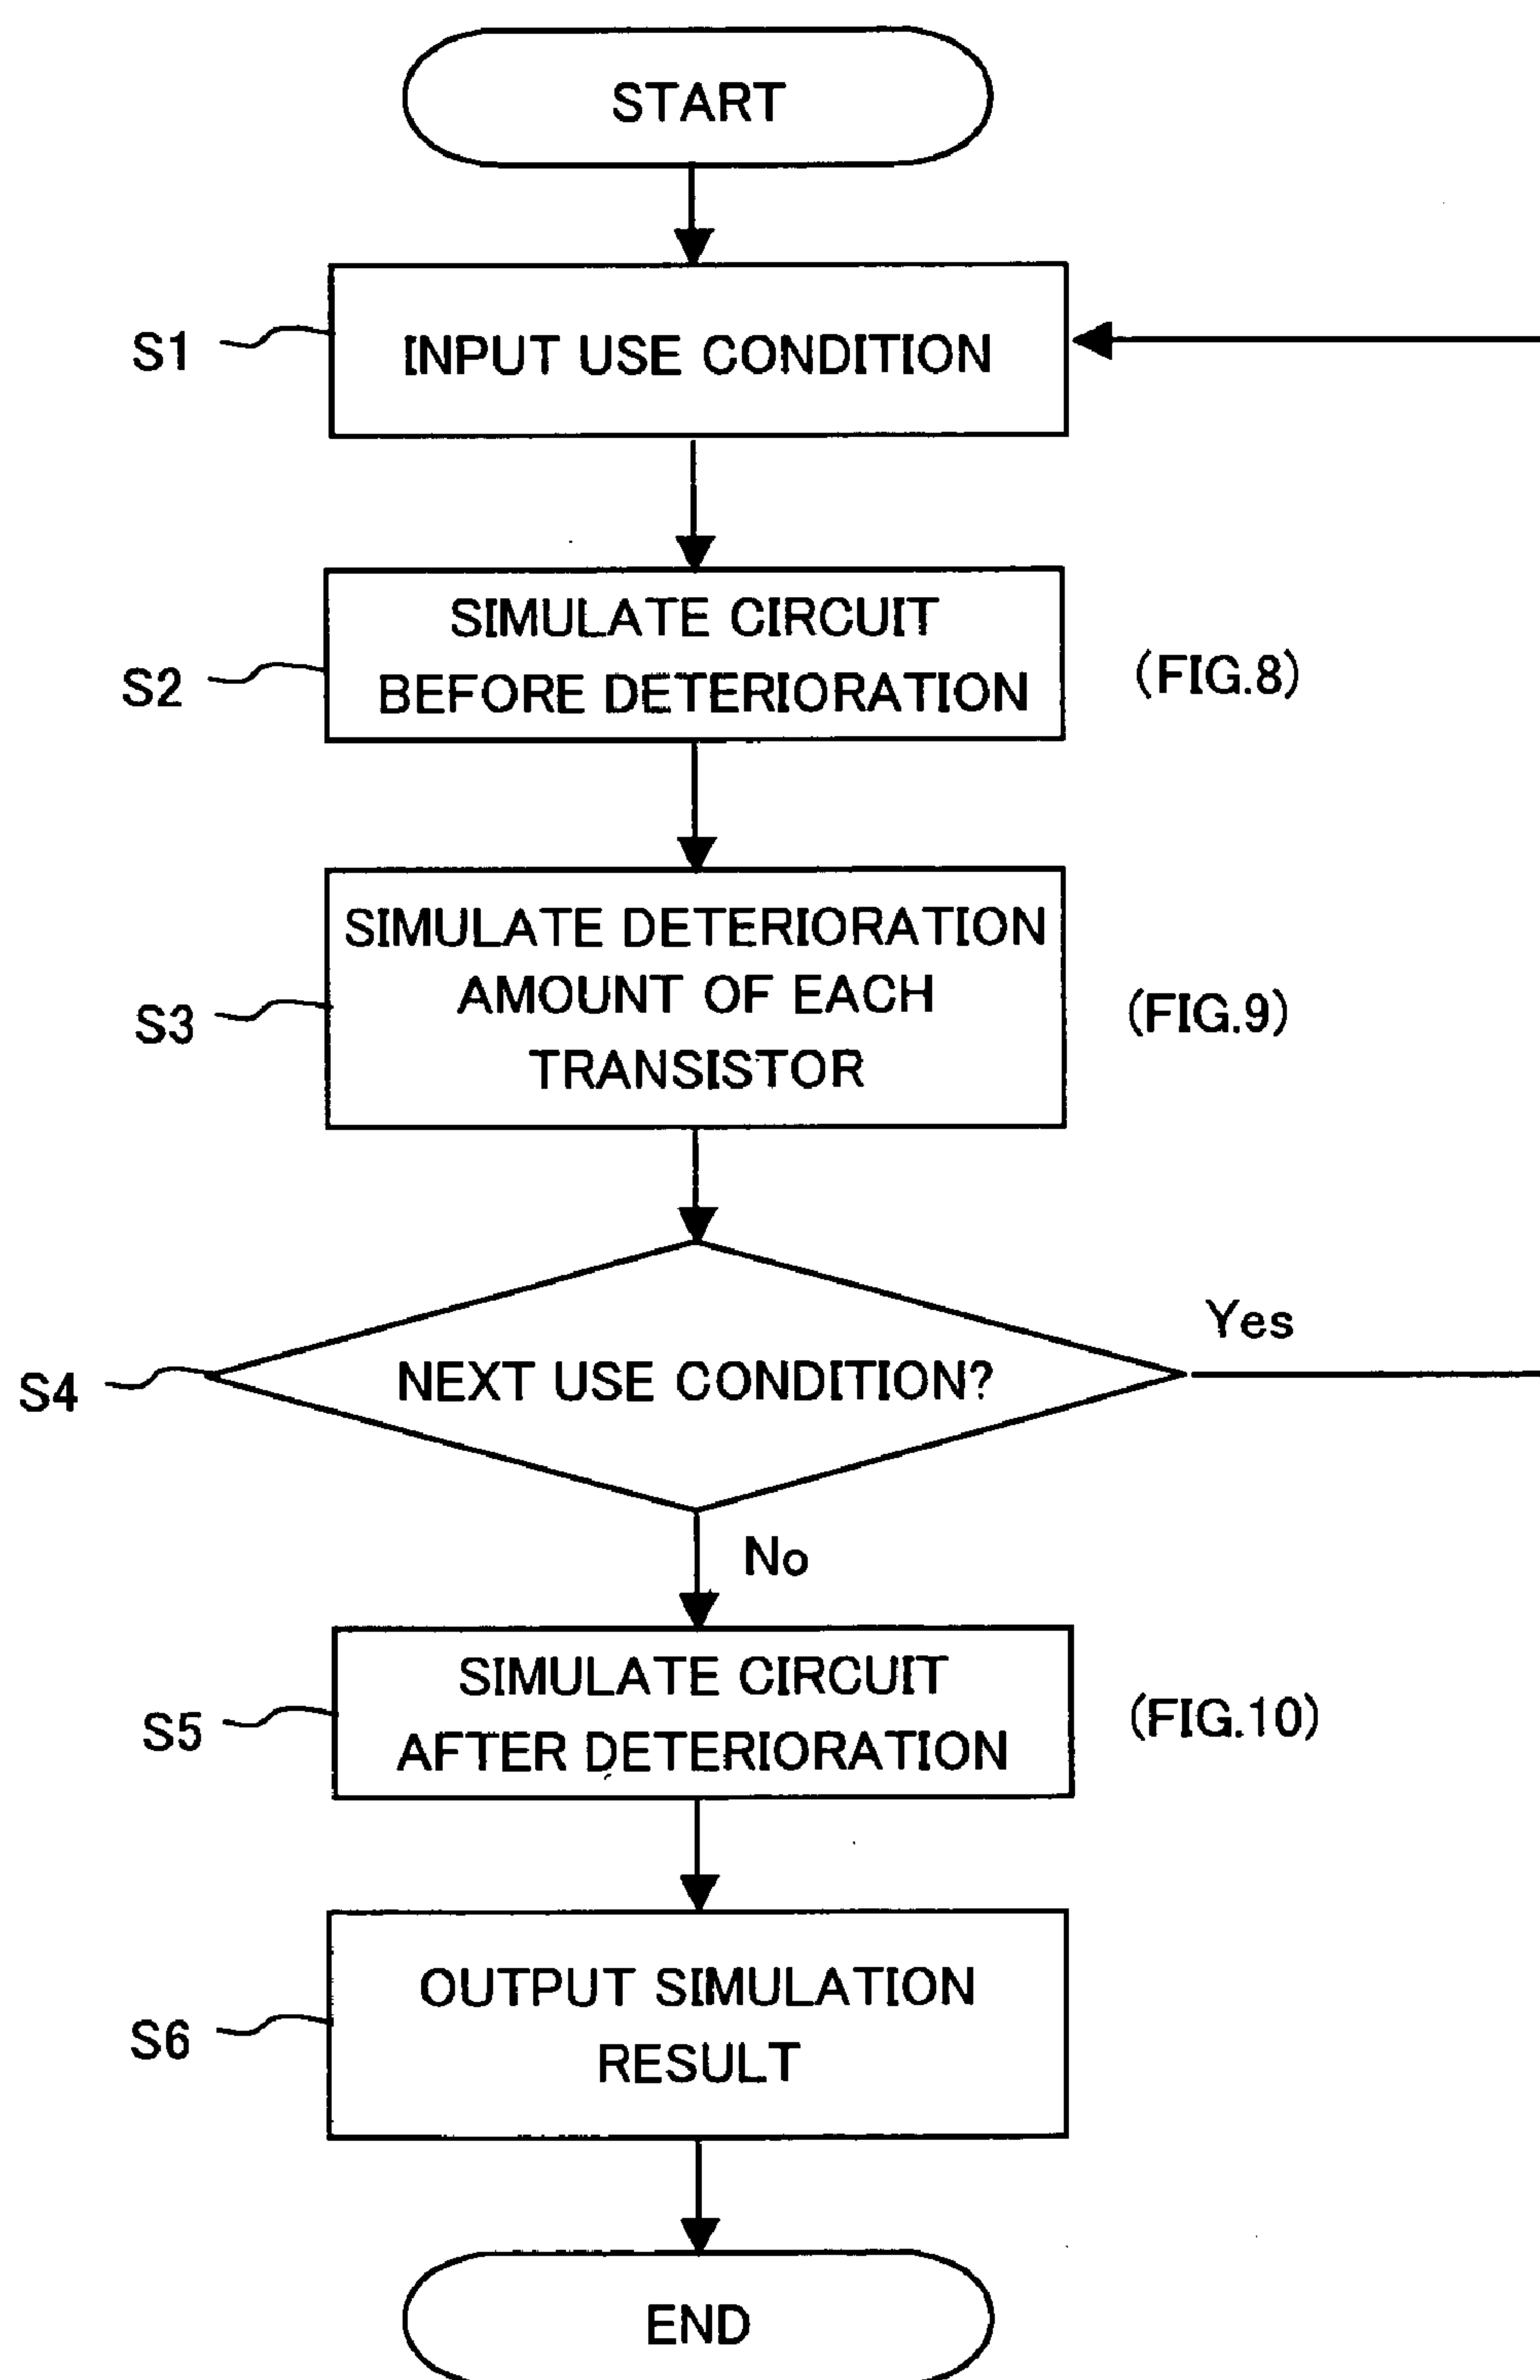 START
S1
INPUT USE CONDITION
S2
SIMULATE CIRCUIT
BEFORE DETERIORATION
(FIG.8)
S3
SIMULATE DETERIORATION
AMOUNT OF EACH
TRANSISTOR
(FIG.9)
S4
NEXT USE CONDITION?
Yes
No
S5
SIMULATE CIRCUIT
AFTER DETERIORATION
(FIG.10)
S6
OUTPUT SIMULATION
RESULT
END